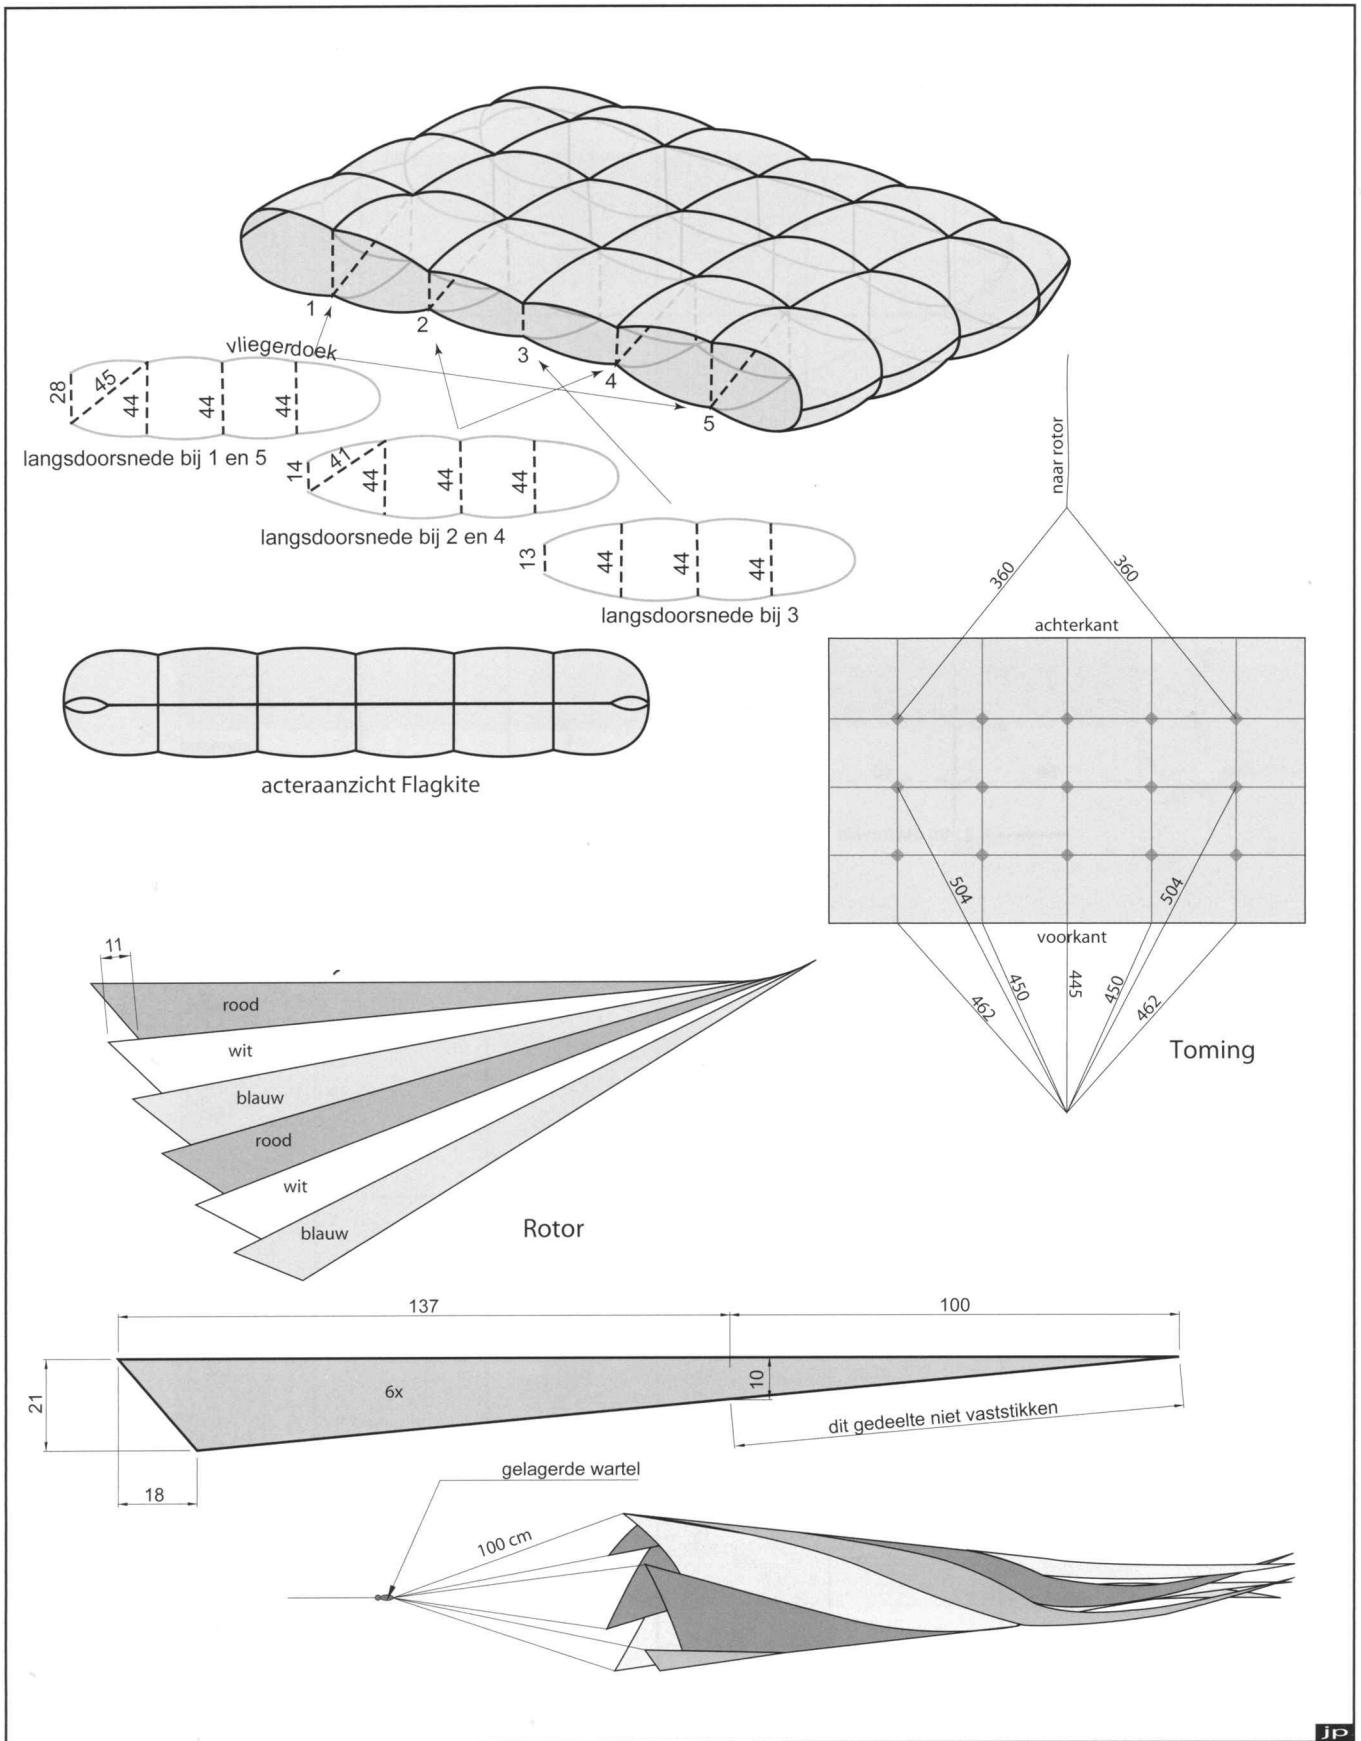 1
2
3
4
5
vliegerdoek
28
45
44
44
44
langsdoorsnede bij 1 en 5
14
41
44
44
44
langsdoorsnede bij 2 en 4
13
44
44
44
langsdoorsnede bij 3
acteraanzicht Flagkite
naar rotor
360
360
achterkant
504
504
voorkant
462
450
445
450
462
Toming
11
rood
wit
blauw
rood
wit
blauw
Rotor
137
100
21
6x
10
dit gedeelte niet vaststikken
18
gelagerde wartel
100 cm
jp